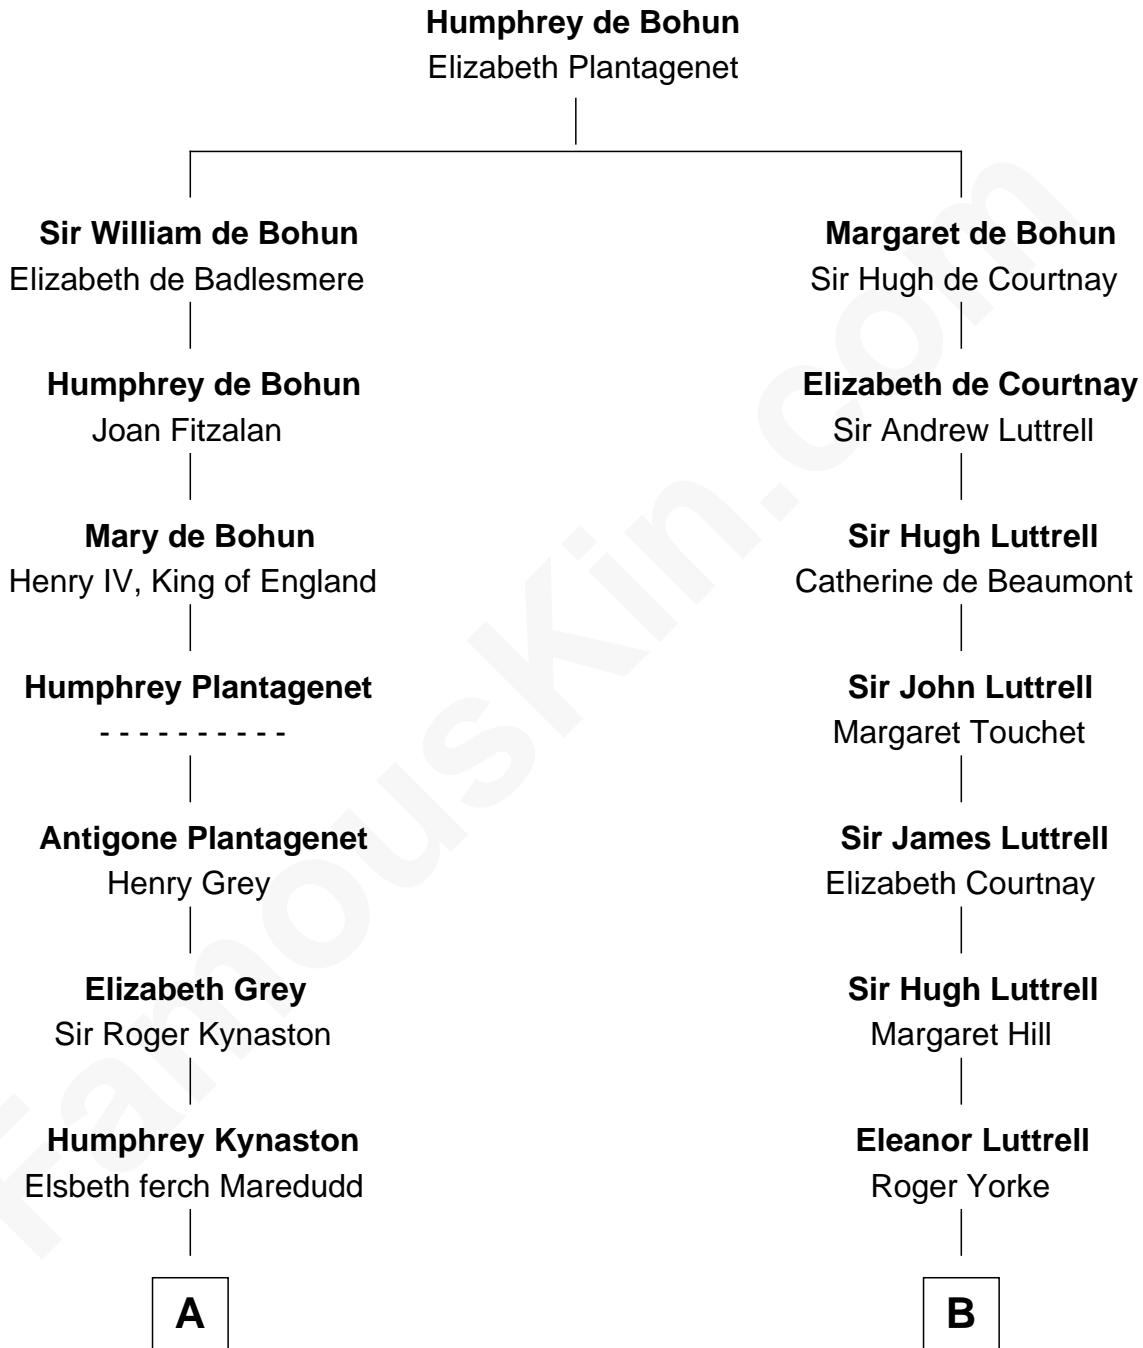 Humphrey de Bohun
Elizabeth Plantagenet
Sir William de Bohun
Elizabeth de Badlesmere
Margaret de Bohun
Sir Hugh de Courtnay
Humphrey de Bohun
Joan Fitzalan
Elizabeth de Courtnay
Sir Andrew Luttrell
Mary de Bohun
Henry IV, King of England
Sir Hugh Luttrell
Catherine de Beaumont
Humphrey Plantagenet
- - - - - - - - - -
Sir John Luttrell
Margaret Touchet
Antigone Plantagenet
Henry Grey
Sir James Luttrell
Elizabeth Courtnay
Elizabeth Grey
Sir Roger Kynaston
Sir Hugh Luttrell
Margaret Hill
Humphrey Kynaston
Elsbeth ferch Maredudd
Eleanor Luttrell
Roger Yorke
A
B
FamousKin.com